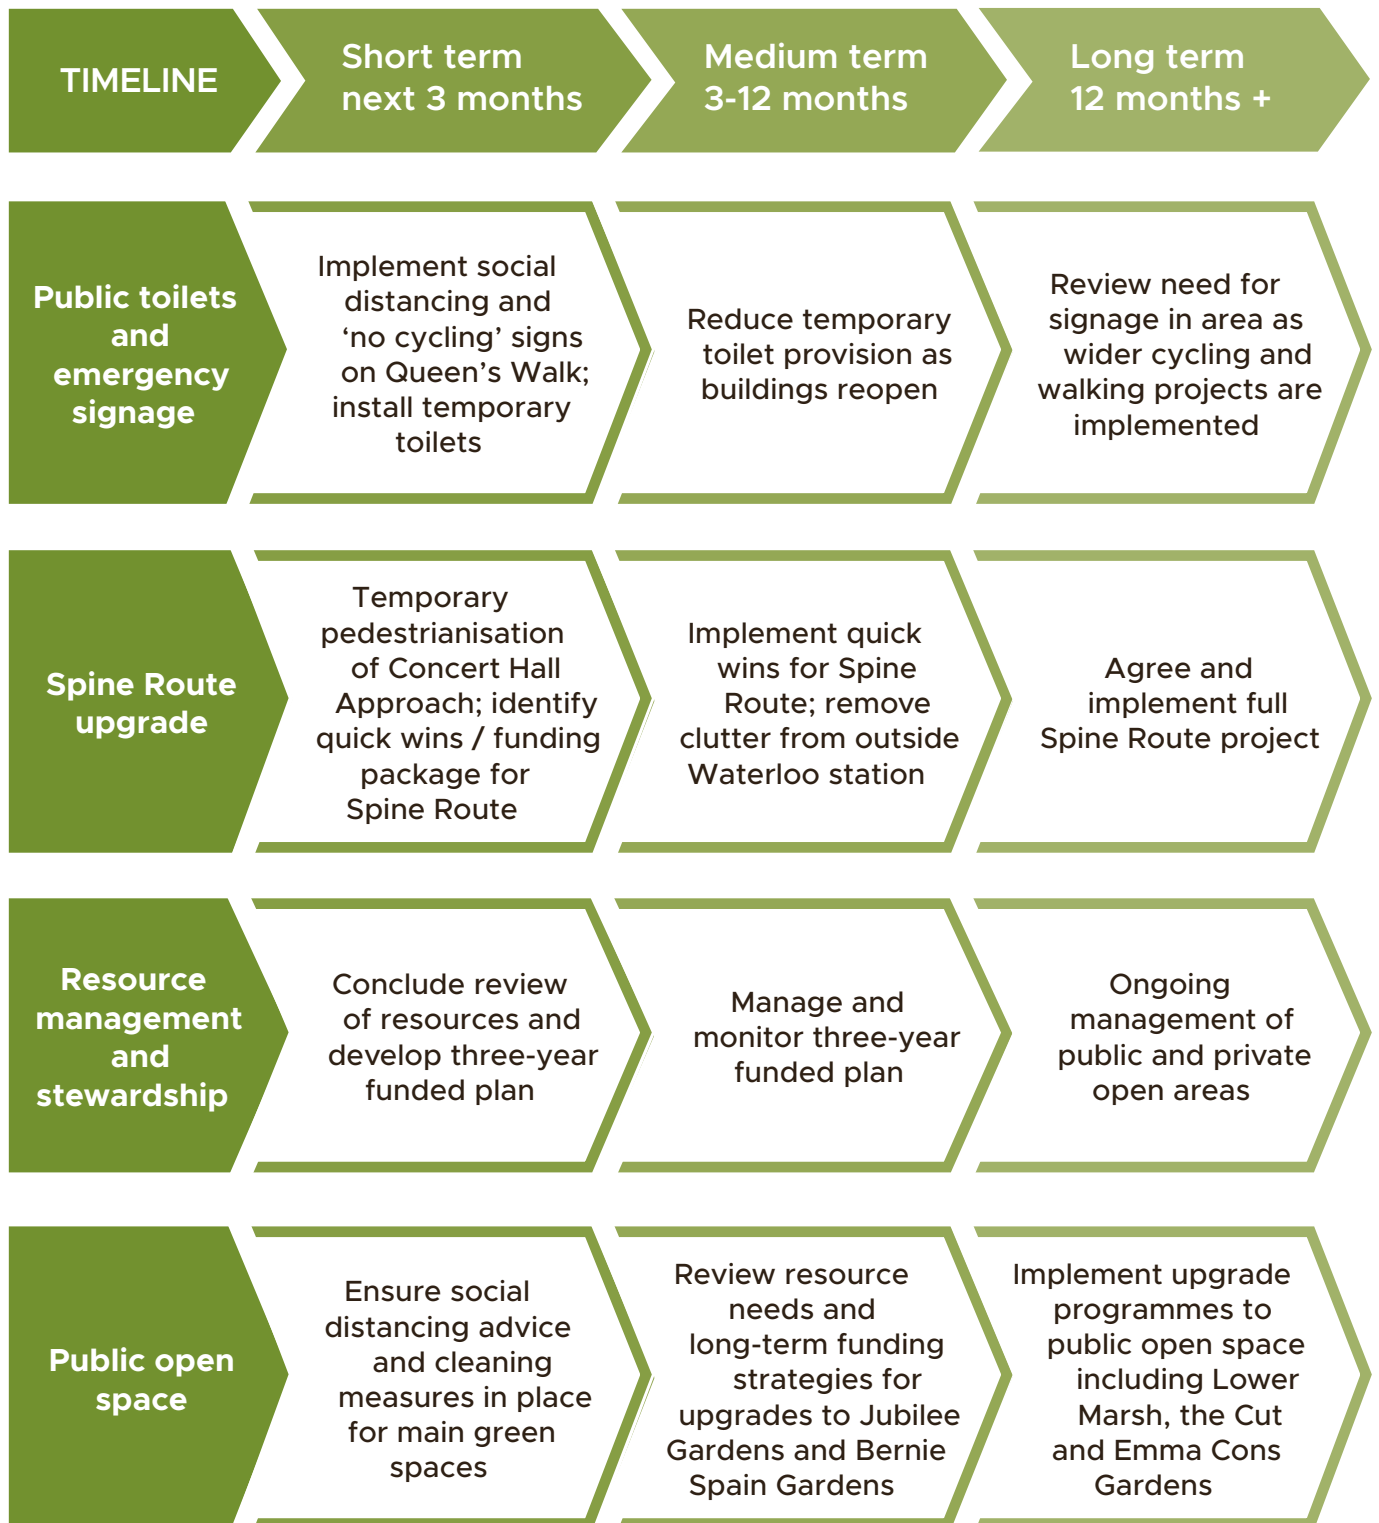 TIMELINE
Short term
next 3 months
Medium term
3-12 months
Long term
12 months +
Public toilets
and
emergency
signage
Implement social
distancing and
‘no cycling’ signs
on Queen’s Walk;
install temporary
toilets
Reduce temporary
toilet provision as
buildings reopen
Review need for
signage in area as
wider cycling and
walking projects are
implemented
Spine Route
upgrade
Temporary
pedestrianisation
of Concert Hall
Approach; identify
quick wins / funding
package for
Spine Route
Implement quick
wins for Spine
Route; remove
clutter from outside
Waterloo station
Agree and
implement full
Spine Route project
Resource
management
and
stewardship
Conclude review
of resources and
develop three-year
funded plan
Manage and
monitor three-year
funded plan
Ongoing
management of
public and private
open areas
Public open
space
Ensure social
distancing advice
and cleaning
measures in place
for main green
spaces
Review resource
needs and
long-term funding
strategies for
upgrades to Jubilee
Gardens and Bernie
Spain Gardens
Implement upgrade
programmes to
public open space
including Lower
Marsh, the Cut
and Emma Cons
Gardens